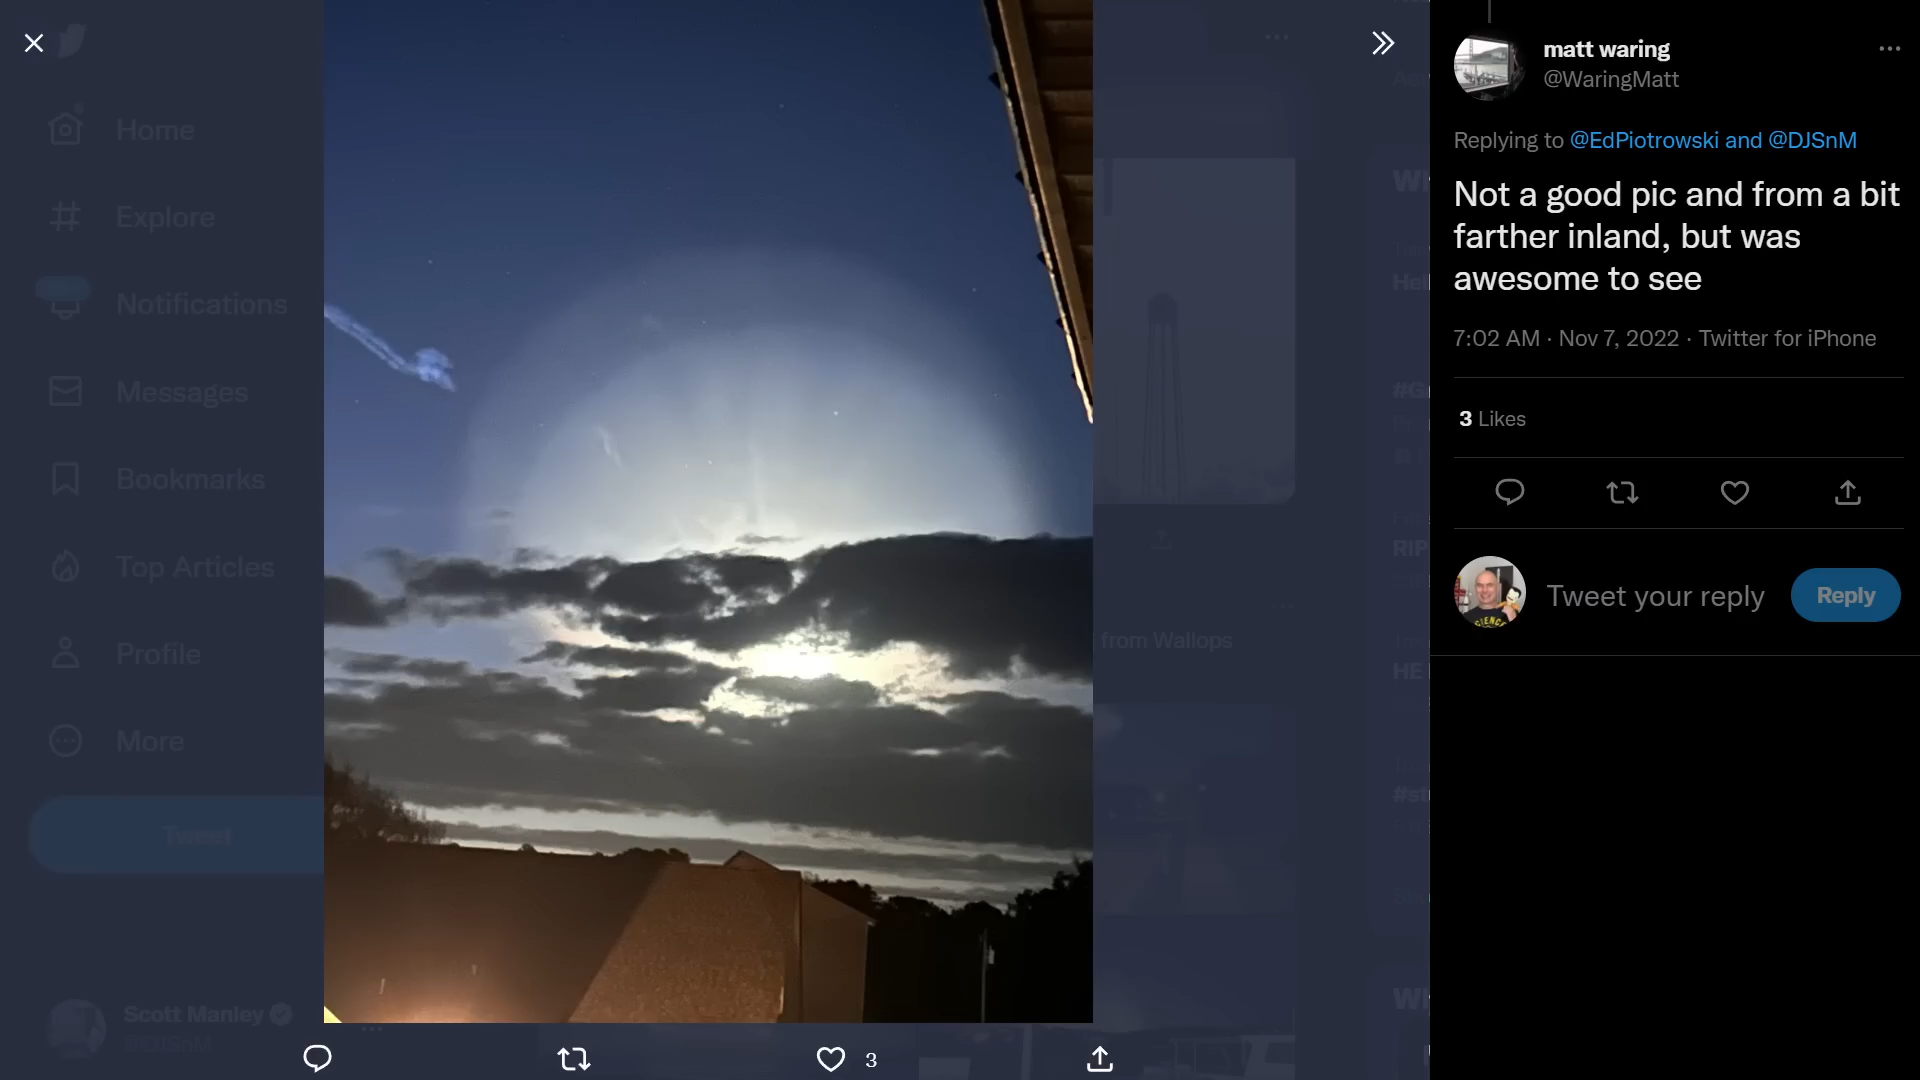 Home
Explore
Notifications
Messages
Bookmarks
Top Articles
Profile
More
Tweet
Scott Manley
@DJSnM
from Wallops
3
matt waring
@WaringMatt
Replying to @EdPiotrowski and @DJSnM
Not a good pic and from a bit
farther inland, but was
awesome to see
7:02 AM · Nov 7, 2022 · Twitter for iPhone
3 Likes
Tweet your reply
Reply